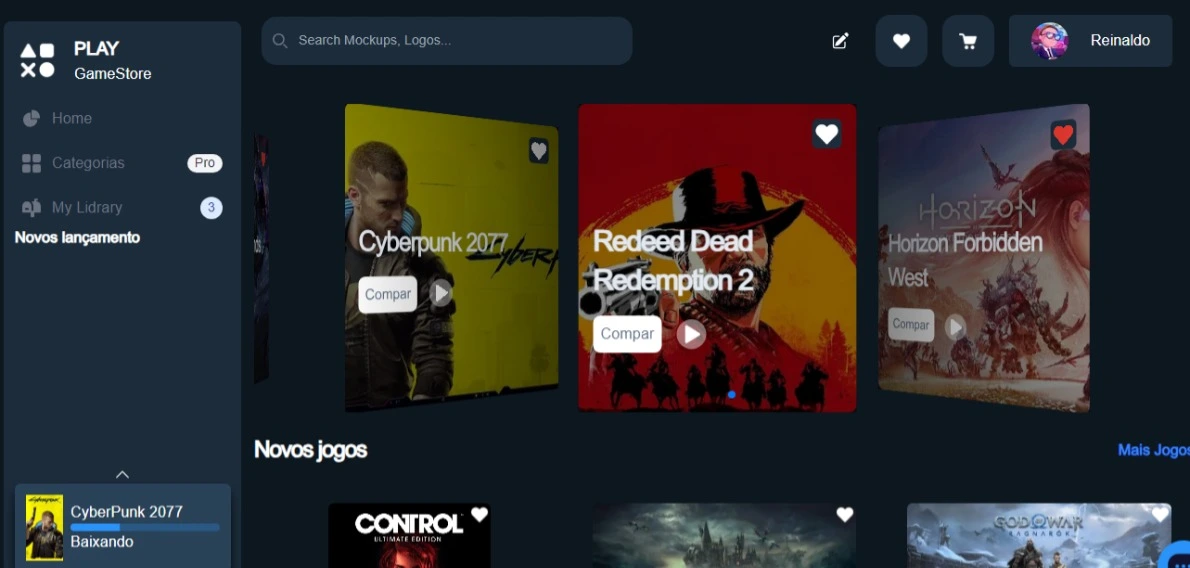 PLAY
GameStore
Search Mockups, Logos...
Reinaldo
Home
Categorias
Pro
My Lidrary
3
Novos lançamento
Cyberpunk 2077
Compar
Redeed Dead
Redemption 2
Compar
HORIZON
Horizon Forbidden
West
Compar
Novos jogos
Mais Jogos
CyberPunk 2077
Baixando
CONTROL
ULTIMATE EDITION
GOD OF WAR
RAGNARÖK